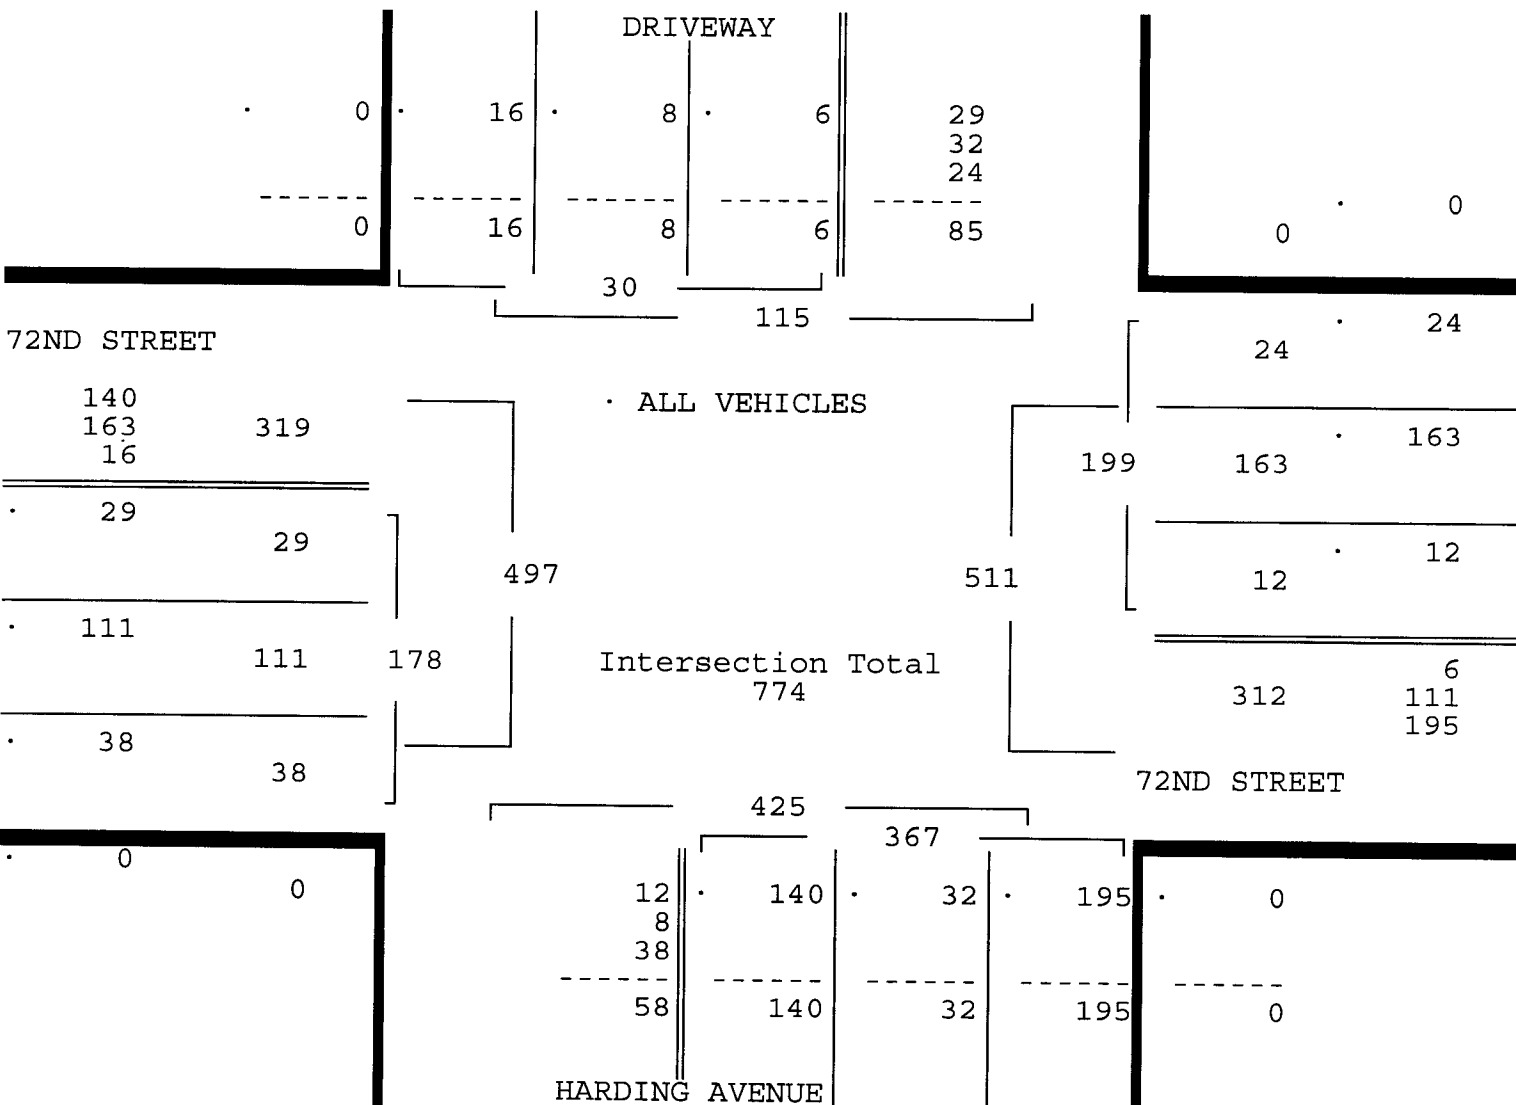 DRIVEWAY
· 0 · 16 · 8 · 6 29
32
24
------ ------ ------ ------ ------
0 16 8 6 85
· 0
0
30
115
72ND STREET
140
163 319
16
· 29
29
· 111
111 178
· 38
38
497
· ALL VEHICLES
Intersection Total
774
· 24
24
· 163
199 163
· 12
511 12
6
312 111
195
72ND STREET
425
367
· 0
0
12 · 140 · 32 · 195 · 0
8
38
------ ------ ------ ------ ------
58 140 32 195 0
HARDING AVENUE